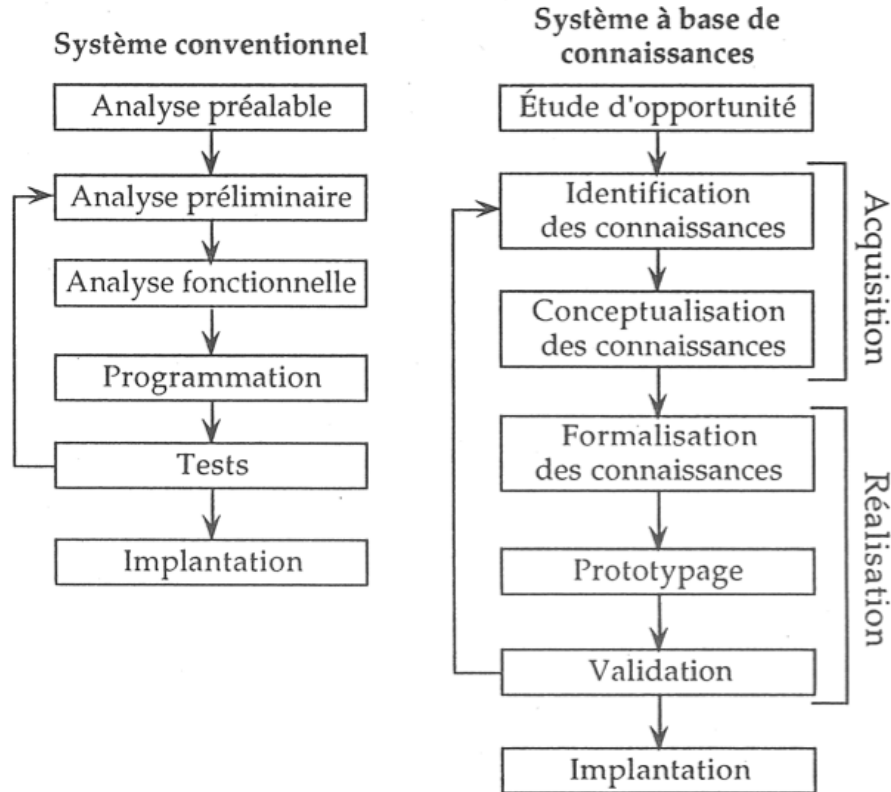 Système conventionnel
Analyse préalable
Analyse préliminaire
Analyse fonctionnelle
Programmation
Tests
Implantation
Système à base de
connaissances
Étude d'opportunité
Identification
des connaissances
Conceptualisation
des connaissances
Formalisation
des connaissances
Prototypage
Validation
Implantation
Acquisition
Réalisation